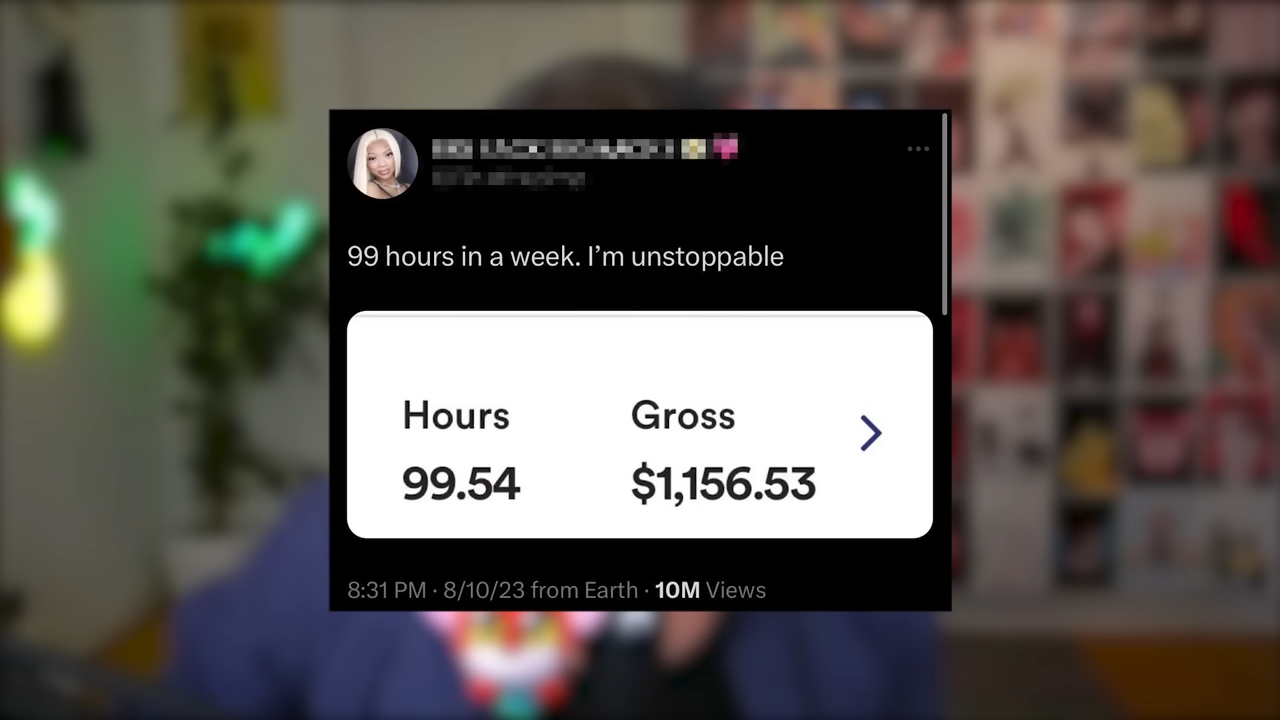 99 hours in a week. I’m unstoppable
Hours Gross
99.54 $1,156.53
8:31 PM · 8/10/23 from Earth · 10M Views